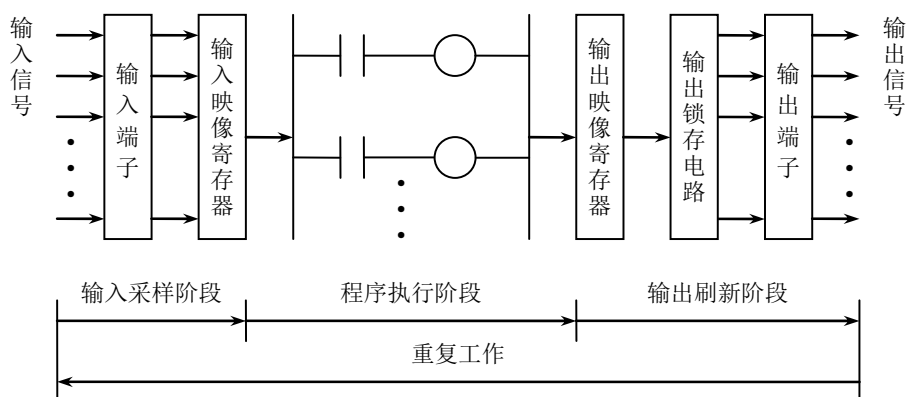 输入信号
输入端子
输入映像寄存器
输出映像寄存器
输出锁存电路
输出端子
输出信号
输入采样阶段
程序执行阶段
输出刷新阶段
重复工作